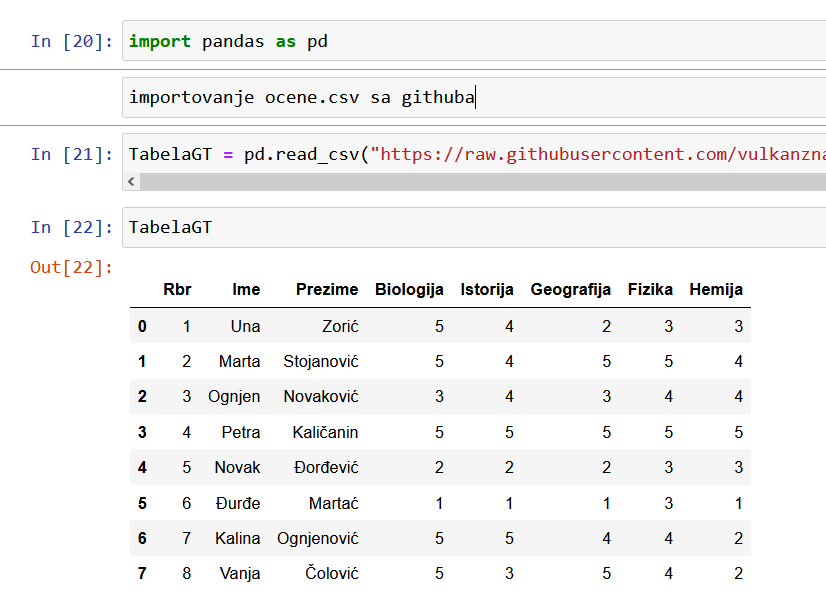 In [20]: import pandas as pd
importovanje ocene.csv sa githuba
In [21]: TabelaGT = pd.read_csv("https://raw.githubusercontent.com/vulkanzna
In [22]: TabelaGT
Out[22]:
Rbr Ime Prezime Biologija Istorija Geografija Fizika Hemija
0 1 Una Zorić 5 4 2 3 3
1 2 Marta Stojanović 5 4 5 5 4
2 3 Ognjen Novaković 3 4 3 4 4
3 4 Petra Kaličanin 5 5 5 5 5
4 5 Novak Đorđević 2 2 2 3 3
5 6 Đurđe Martać 1 1 1 3 1
6 7 Kalina Ognjenović 5 5 4 4 2
7 8 Vanja Čolović 5 3 5 4 2